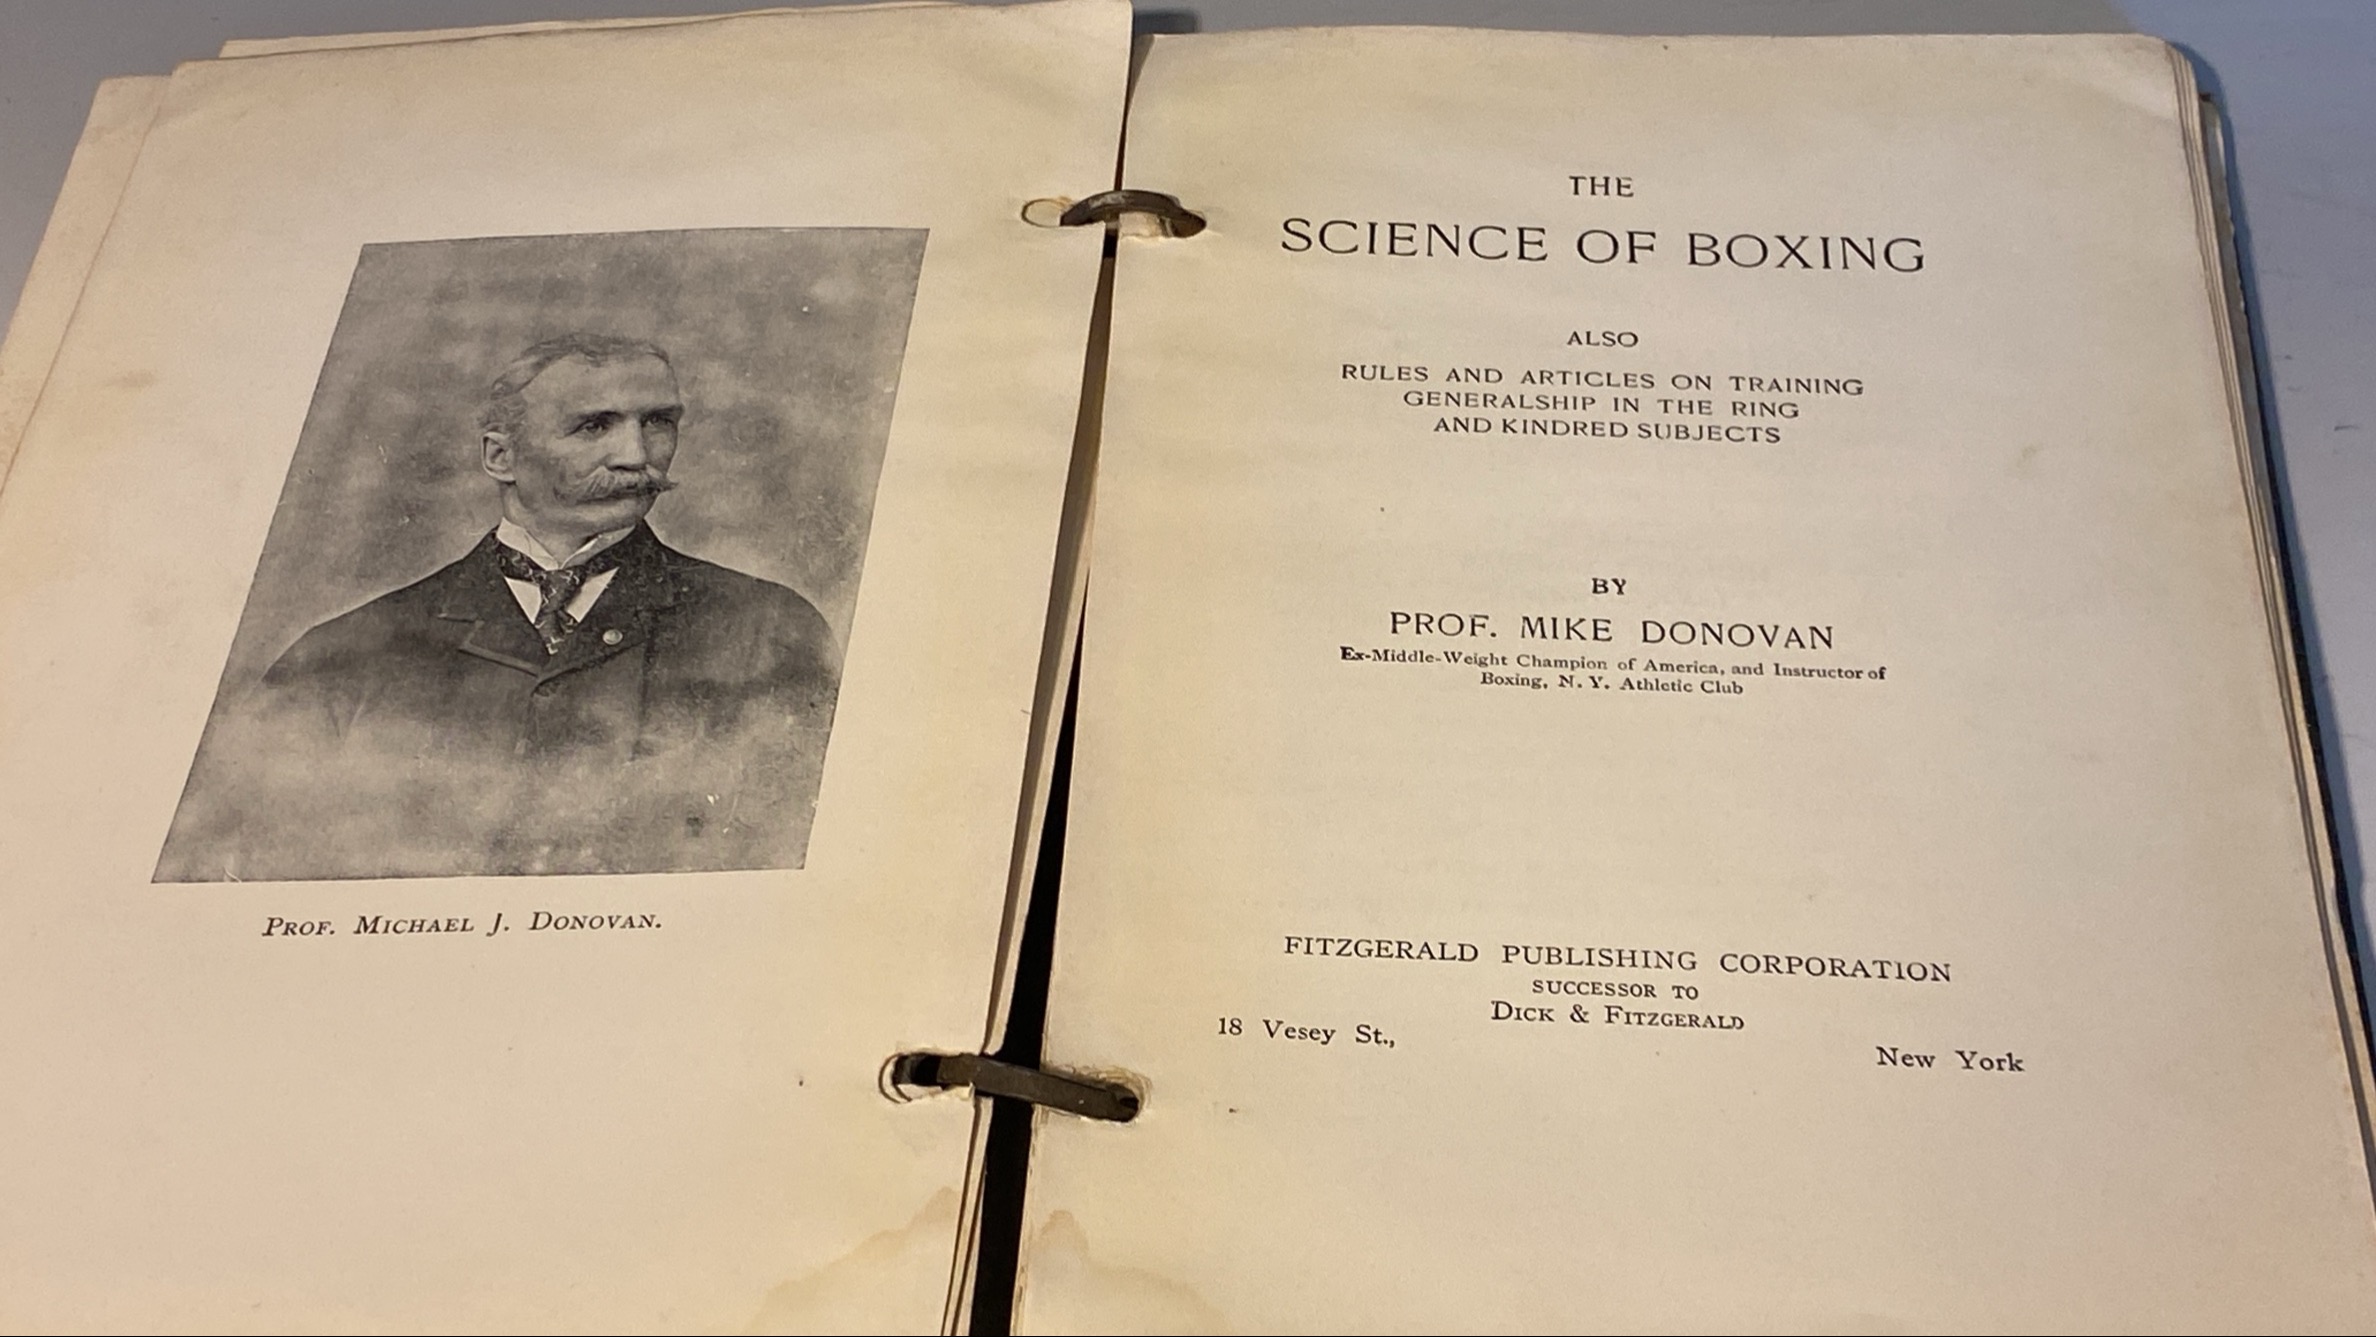 PROF. MICHAEL J. DONOVAN.
THE
SCIENCE OF BOXING
ALSO
RULES AND ARTICLES ON TRAINING
GENERALSHIP IN THE RING
AND KINDRED SUBJECTS
BY
PROF. MIKE DONOVAN
Ex-Middle-Weight Champion of America, and Instructor of
Boxing, N. Y. Athletic Club
FITZGERALD PUBLISHING CORPORATION
SUCCESSOR TO
DICK & FITZGERALD
18 Vesey St., New York